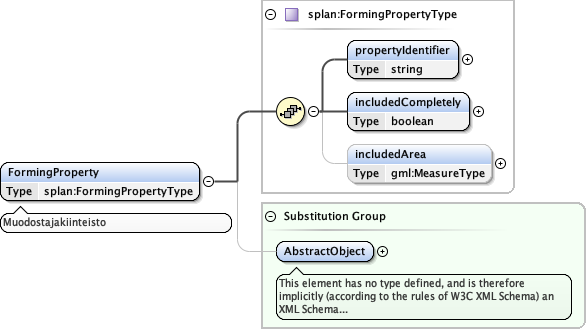 splan:FormingPropertyType
propertyIdentifier
Type string
includedCompletely
Type boolean
includedArea
Type gml:MeasureType
FormingProperty
Type splan:FormingPropertyType
Muodostajakiinteisto
Substitution Group
AbstractObject
This element has no type defined, and is therefore
implicitly (according to the rules of W3C XML Schema) an
XML Schema...